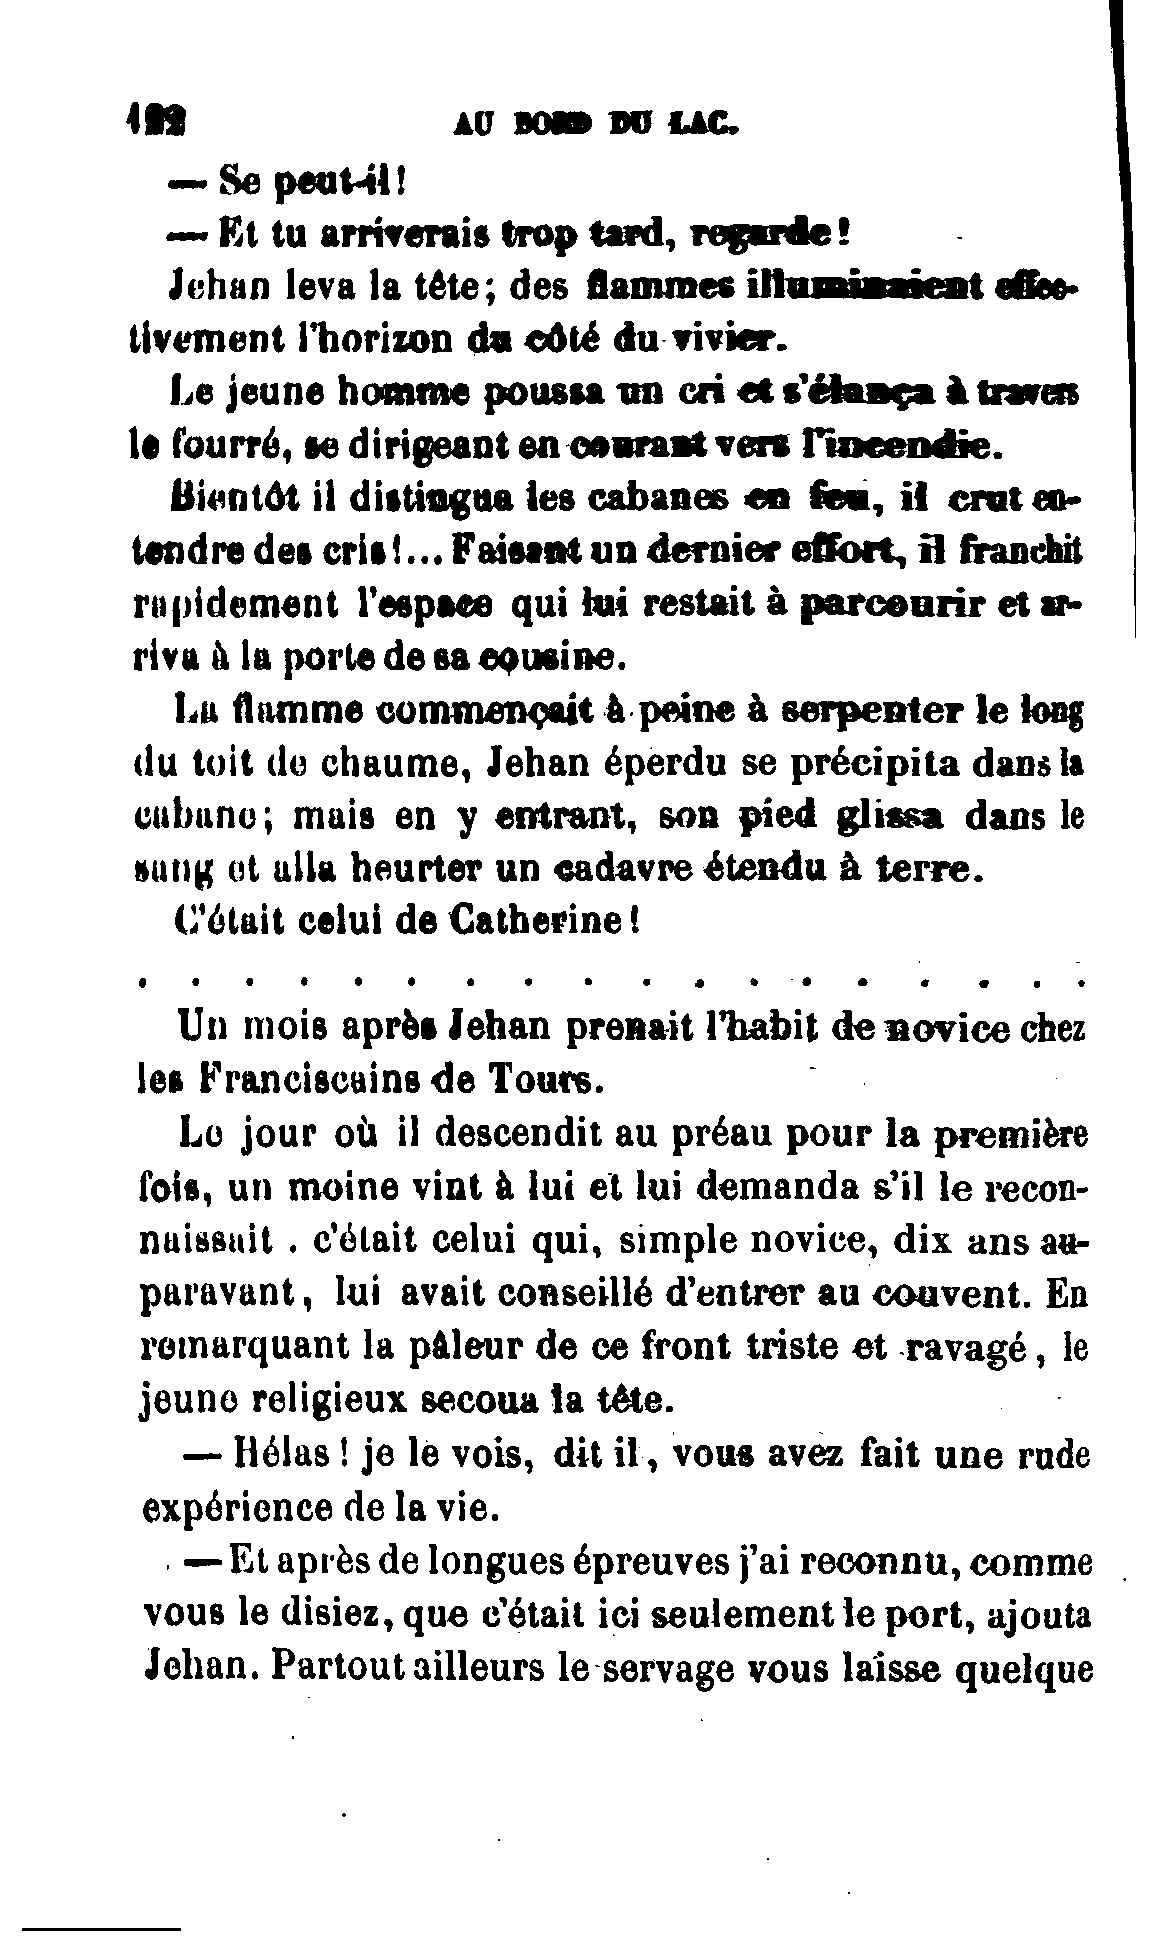 122 AU BORD DU LAC.
— Se peut-il !
— Et tu arriverais trop tard, regarde !
Jehan leva la tête ; des flammes illuminaient effec-
tivement l'horizon du côté du vivier.
Le jeune homme poussa un cri et s'élança à travers
le fourré, se dirigeant en courant vers l'incendie.
Bientôt il distingua les cabanes en feu, il crut en-
tendre des cris !... Faisant un dernier effort, il franchit
rapidement l'espace qui lui restait à parcourir et ar-
riva à la porte de sa cousine.
La flamme commençait à peine à serpenter le long
du toit de chaume, Jehan éperdu se précipita dans la
cabane ; mais en y entrant, son pied glissa dans le
sang et alla heurter un cadavre étendu à terre.
C'était celui de Catherine !
. . . . . . . . . . . . . . . . . .
Un mois après Jehan prenait l'habit de novice chez
les Franciscains de Tours.
Le jour où il descendit au préau pour la première
fois, un moine vint à lui et lui demanda s'il le recon-
naissait . c'était celui qui, simple novice, dix ans au-
paravant, lui avait conseillé d'entrer au couvent. En
remarquant la pâleur de ce front triste et ravagé, le
jeune religieux secoua la tête.
— Hélas ! je le vois, dit il, vous avez fait une rude
expérience de la vie.
— Et après de longues épreuves j'ai reconnu, comme
vous le disiez, que c'était ici seulement le port, ajouta
Jehan. Partout ailleurs le servage vous laisse quelque